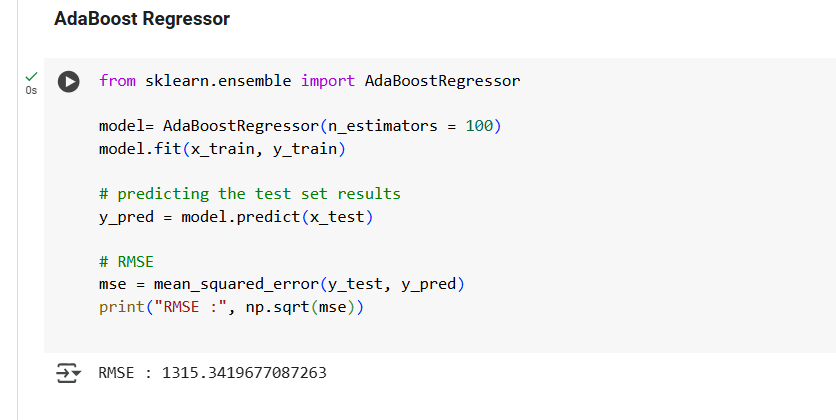 AdaBoost Regressor
0s
from sklearn.ensemble import AdaBoostRegressor
model= AdaBoostRegressor(n_estimators = 100)
model.fit(x_train, y_train)
# predicting the test set results
y_pred = model.predict(x_test)
# RMSE
mse = mean_squared_error(y_test, y_pred)
print("RMSE :", np.sqrt(mse))
RMSE : 1315.3419677087263